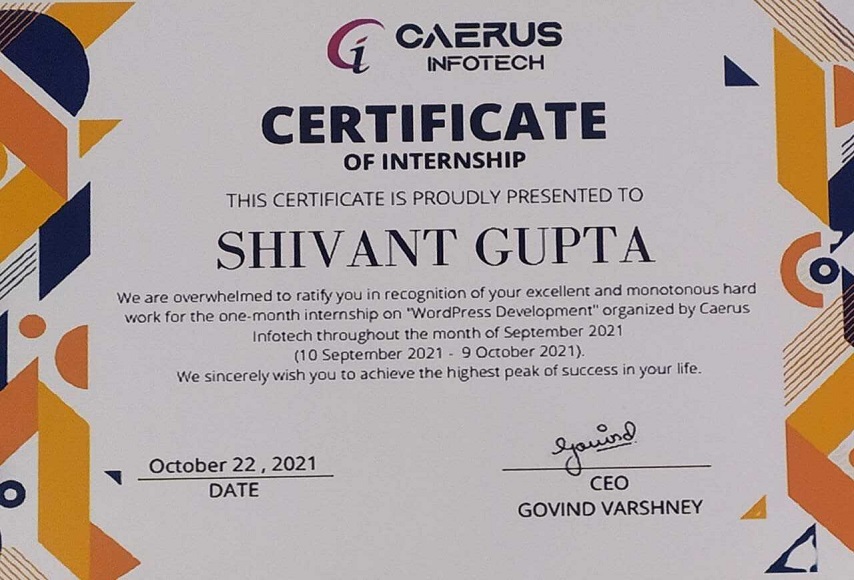 CAERUS
INFOTECH
CERTIFICATE
OF INTERNSHIP
THIS CERTIFICATE IS PROUDLY PRESENTED TO
SHIVANT GUPTA
We are overwhelmed to ratify you in recognition of your excellent and monotonous hard
work for the one-month internship on "WordPress Development" organized by Caerus
Infotech throughout the month of September 2021
(10 September 2021 - 9 October 2021).
We sincerely wish you to achieve the highest peak of success in your life.
Govind
October 22 , 2021
DATE
CEO
GOVIND VARSHNEY